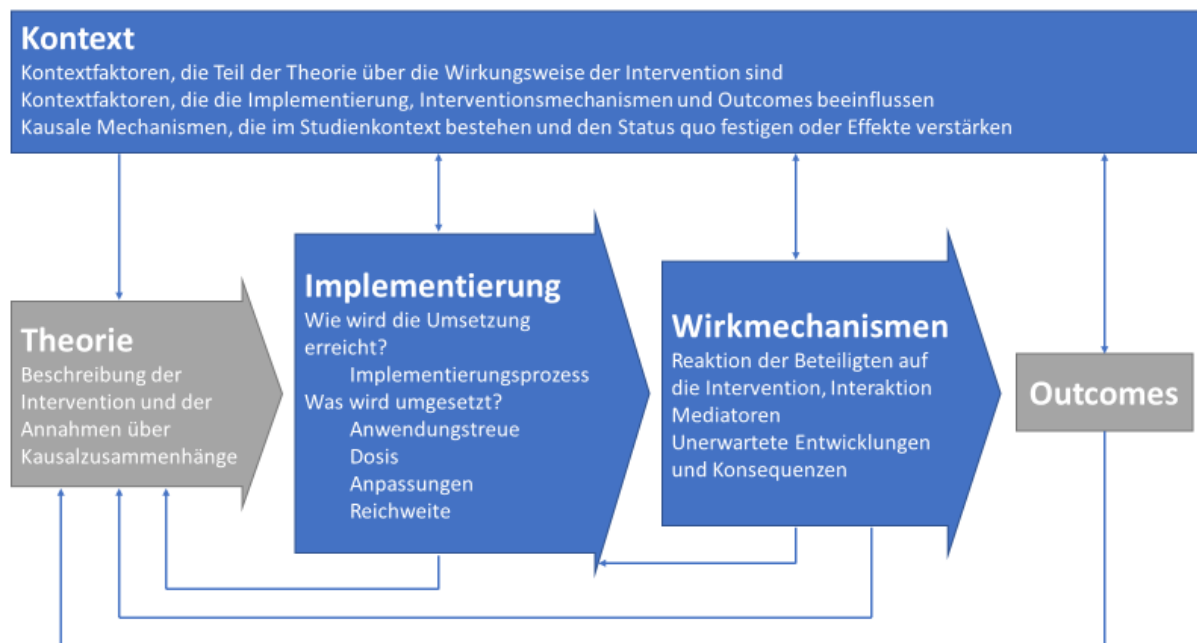 Kontext
Kontextfaktoren, die Teil der Theorie über die Wirkungsweise der Intervention sind
Kontextfaktoren, die die Implementierung, Interventionsmechanismen und Outcomes beeinflussen
Kausale Mechanismen, die im Studienkontext bestehen und den Status quo festigen oder Effekte verstärken
Theorie
Beschreibung der
Intervention und der
Annahmen über
Kausalzusammenhänge
Implementierung
Wie wird die Umsetzung
erreicht?
Implementierungsprozess
Was wird umgesetzt?
Anwendungstreue
Dosis
Anpassungen
Reichweite
Wirkmechanismen
Reaktion der Beteiligten auf
die Intervention, Interaktion
Mediatoren
Unerwartete Entwicklungen
und Konsequenzen
Outcomes